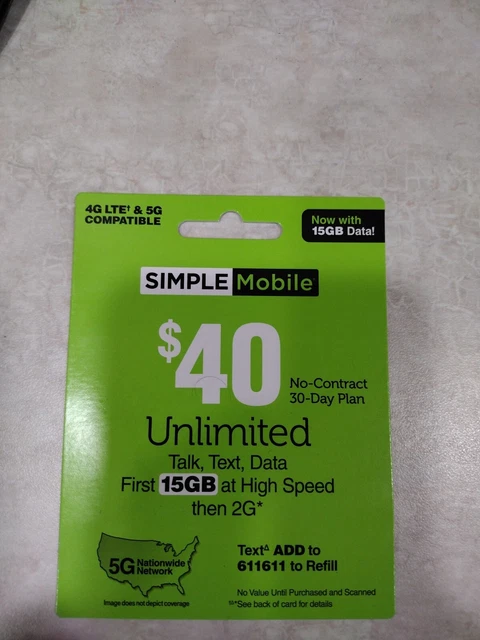 4G LTE† & 5G
COMPATIBLE
Now with
15GB Data!
SIMPLE Mobile
$40
No-Contract
30-Day Plan
Unlimited
Talk, Text, Data
First 15GB at High Speed
then 2G*
5G Nationwide
Network
Image does not depict coverage
Text∆ ADD to
611611 to Refill
No Value Until Purchased and Scanned
See back of card for details